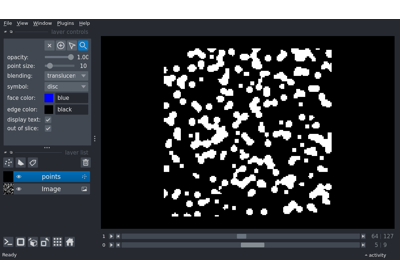 File View Window Plugins Help
layer controls
opacity: 1.00
point size: 10
blending: translucen
symbol: disc
face color: blue
edge color: black
display text:
out of slice:
layer list
points
Image
1 64 127
0 5 9
Ready activity